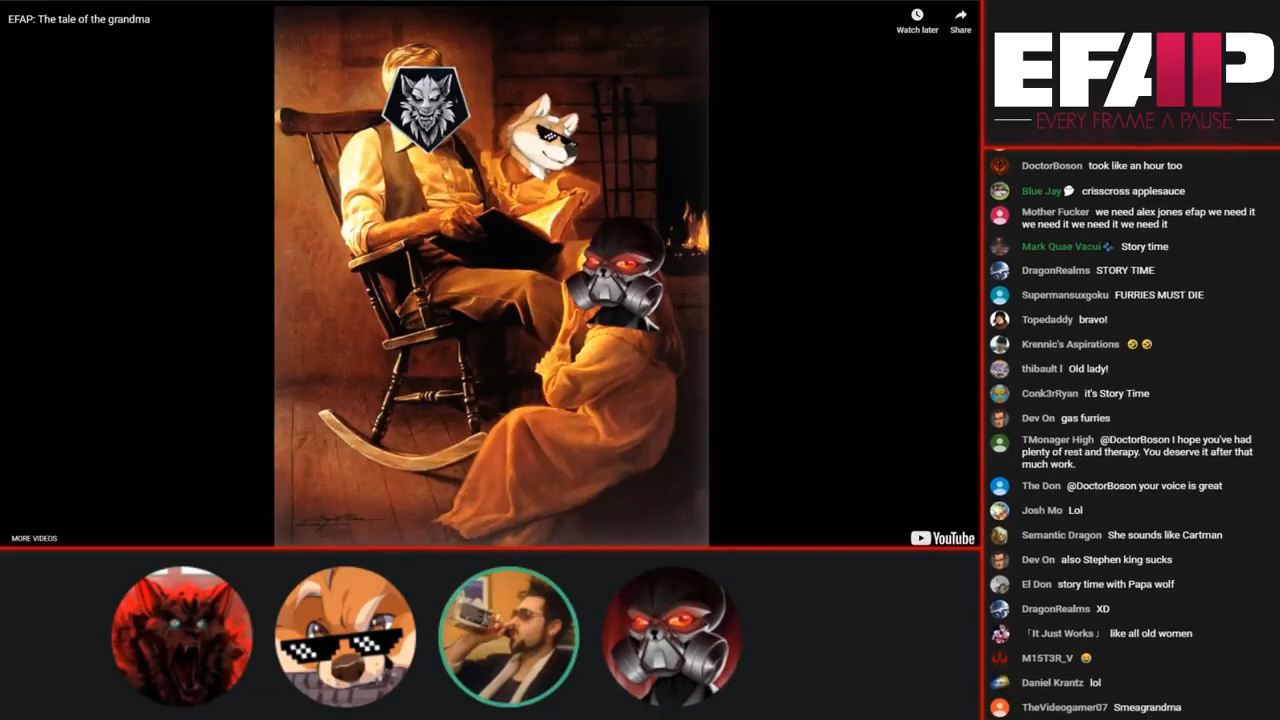 EFAP: The tale of the grandma
Watch later
Share
MORE VIDEOS
YouTube
EFAP
EVERY FRAME A PAUSE
DoctorBoson took like an hour too
Blue Jay crisscross applesauce
Mother Fucker we need alex jones efap we need it
we need it we need it we need it
Mark Quae Vacui Story time
DragonRealms STORY TIME
Supermansuxgoku FURRIES MUST DIE
Topedaddy bravo!
Krennic's Aspirations 🤣 🤣
thibault l Old lady!
Conk3rRyan it's Story Time
Dev On gas furries
TMonager High @DoctorBoson I hope you've had
plenty of rest and therapy. You deserve it after that
much work.
The Don @DoctorBoson your voice is great
Josh Mo Lol
Semantic Dragon She sounds like Cartman
Dev On also Stephen king sucks
El Don story time with Papa wolf
DragonRealms XD
「It Just Works」 like all old women
M15T3R_V 😂
Daniel Krantz lol
TheVideogamer07 Smeagrandma